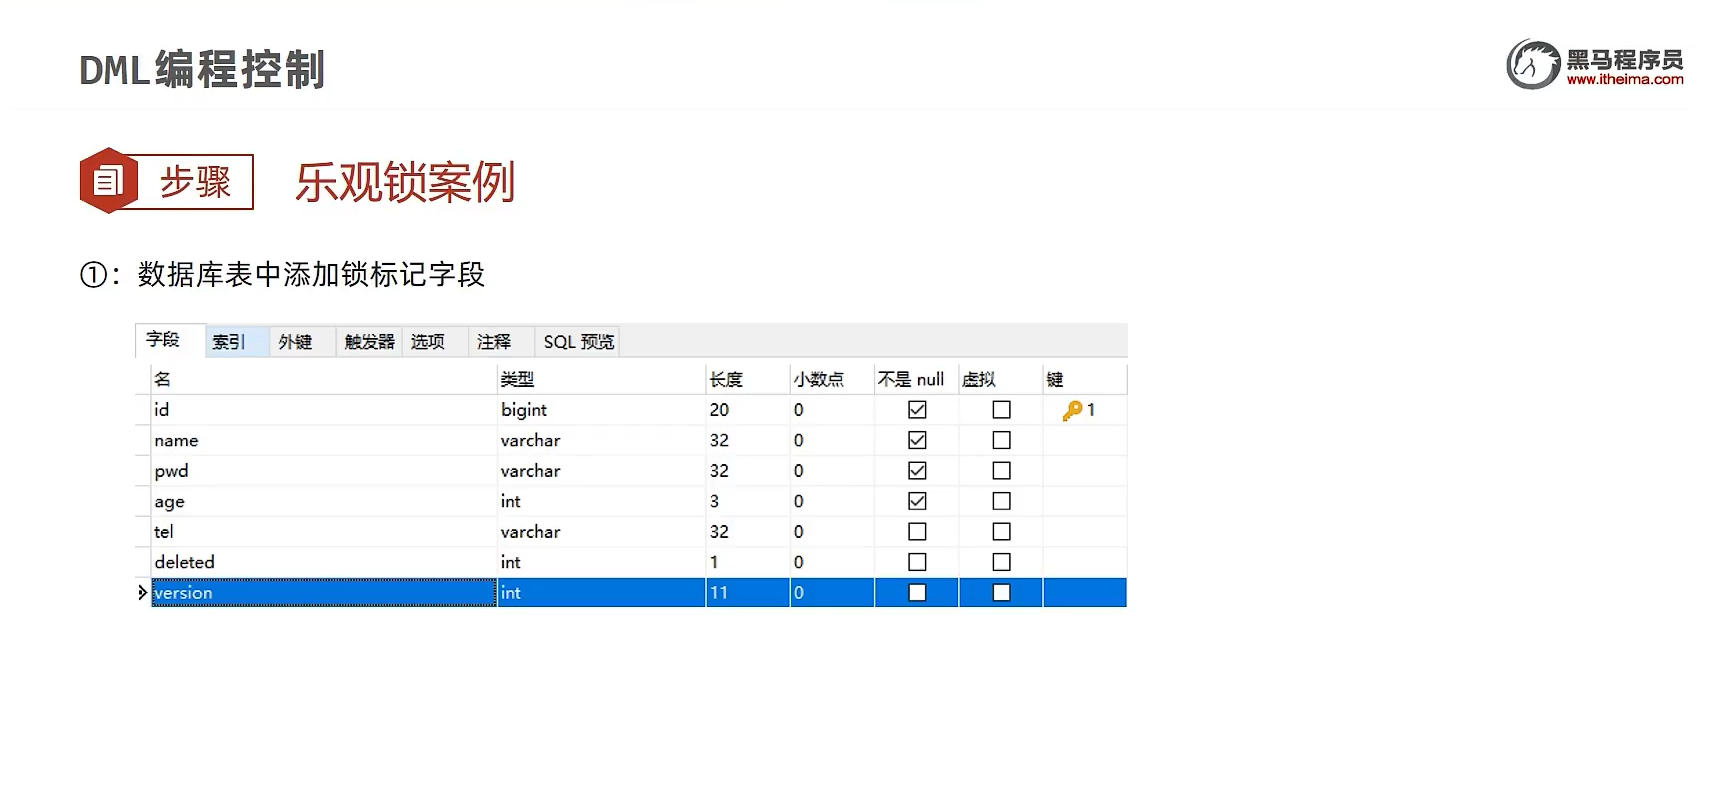 DML编程控制
黑马程序员
www.itheima.com
步骤 乐观锁案例
①：数据库表中添加锁标记字段
字段 索引 外键 触发器 选项 注释 SQL 预览
名 类型 长度 小数点 不是 null 虚拟 键
id bigint 20 0 1
name varchar 32 0
pwd varchar 32 0
age int 3 0
tel varchar 32 0
deleted int 1 0
version int 11 0